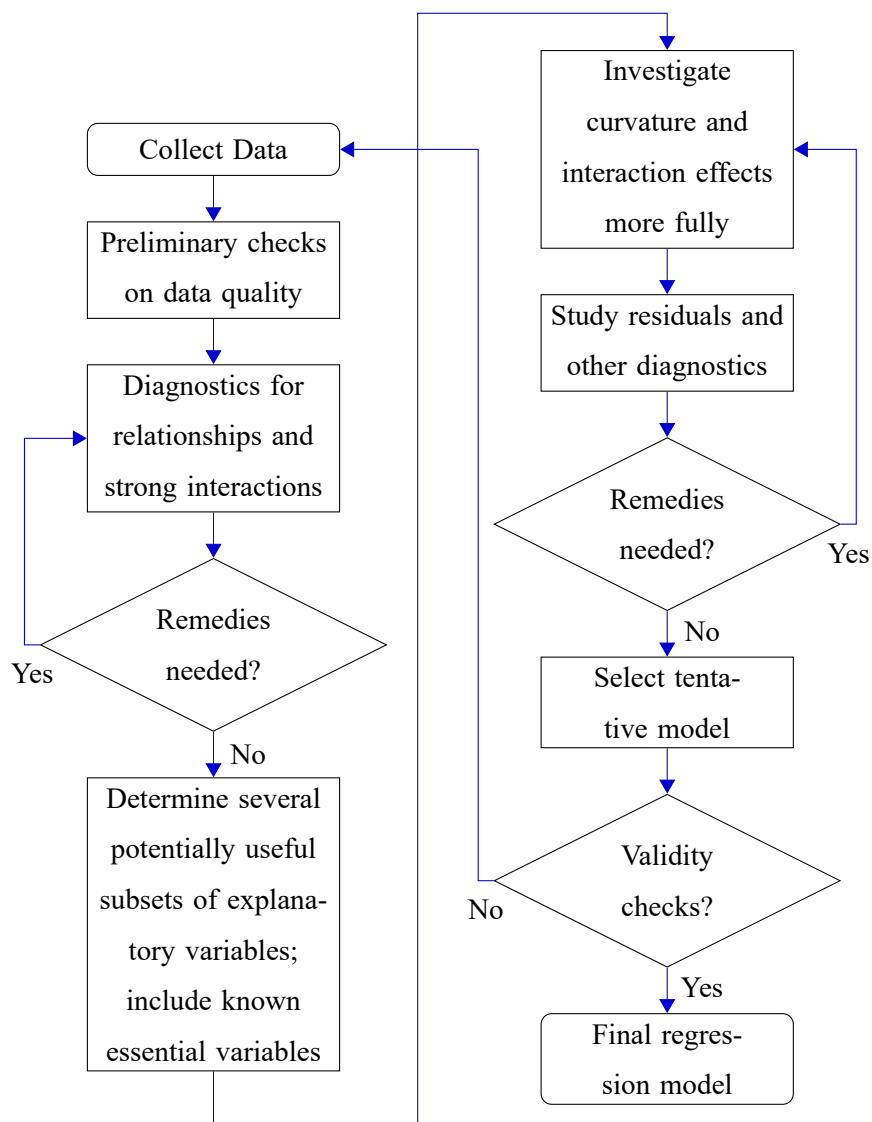 Collect Data
Preliminary checks
on data quality
Diagnostics for
relationships and
strong interactions
Remedies
needed?
Yes
No
Determine several
potentially useful
subsets of explana-
tory variables;
include known
essential variables
Investigate
curvature and
interaction effects
more fully
Study residuals and
other diagnostics
Remedies
needed?
Yes
No
Select tenta-
tive model
Validity
checks?
No
Yes
Final regres-
sion model